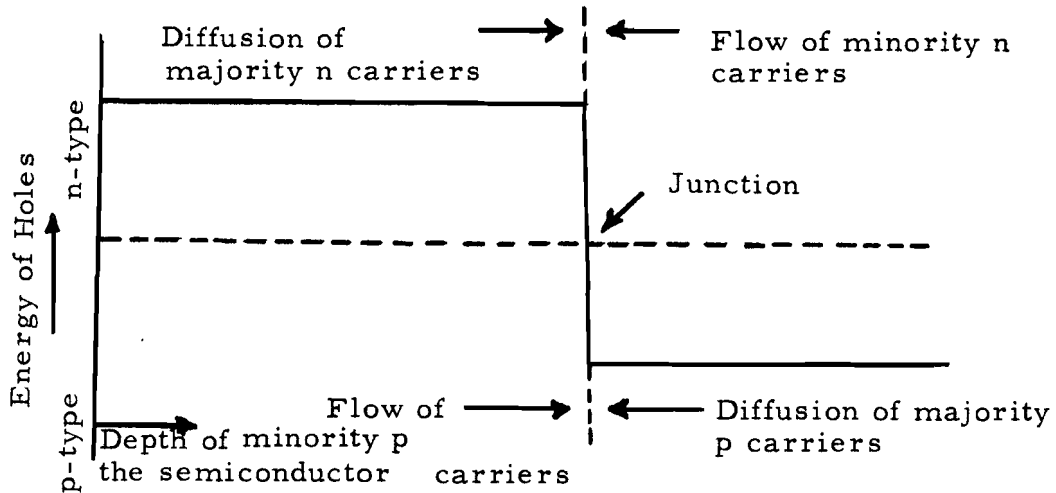 Diffusion of
majority n carriers
Flow of minority n
carriers
Energy of Holes
n-type
p-type
Junction
Flow of
minority p
carriers
Depth of
the semiconductor
Diffusion of majority
p carriers